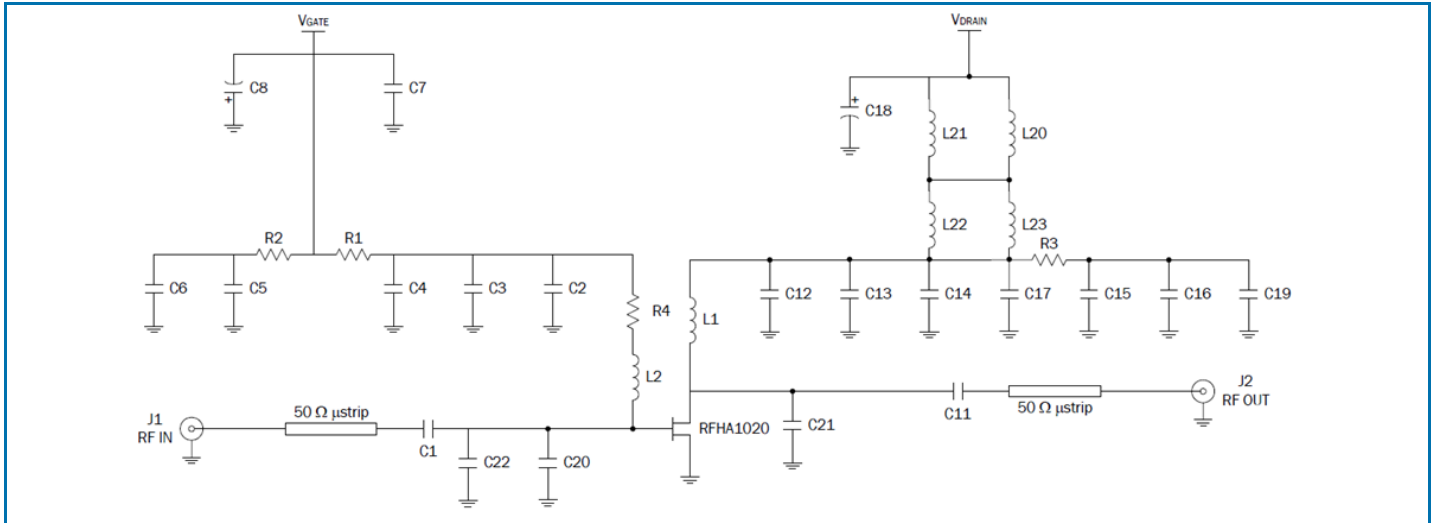 VGATE
VDRAIN
C8
C7
C18
L21
L20
L22
L23
R2
R1
R3
C6
C5
C4
C3
C2
R4
L1
C12
C13
C14
C17
C15
C16
C19
L2
J1
RF IN
50 Ω µstrip
C1
C22
C20
RFHA1020
C21
C11
50 Ω µstrip
J2
RF OUT